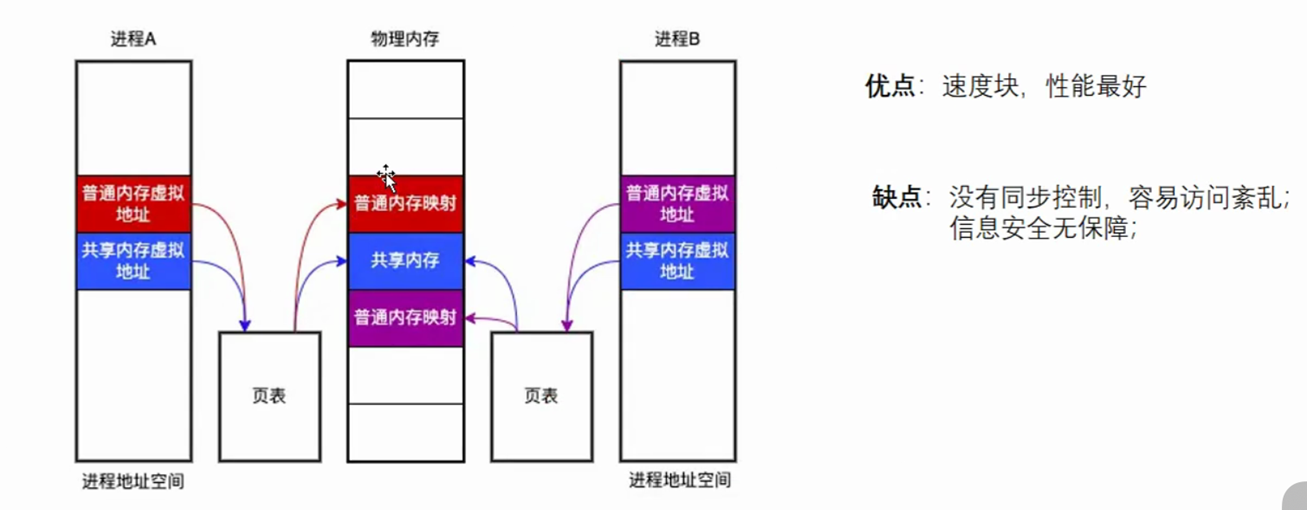 进程A
物理内存
进程B
优点：速度块，性能最好
普通内存虚拟
地址
普通内存映射
普通内存虚拟
地址
缺点：没有同步控制，容易访问紊乱；
信息安全无保障；
共享内存虚拟
地址
共享内存
共享内存虚拟
地址
普通内存映射
页表
页表
进程地址空间
进程地址空间